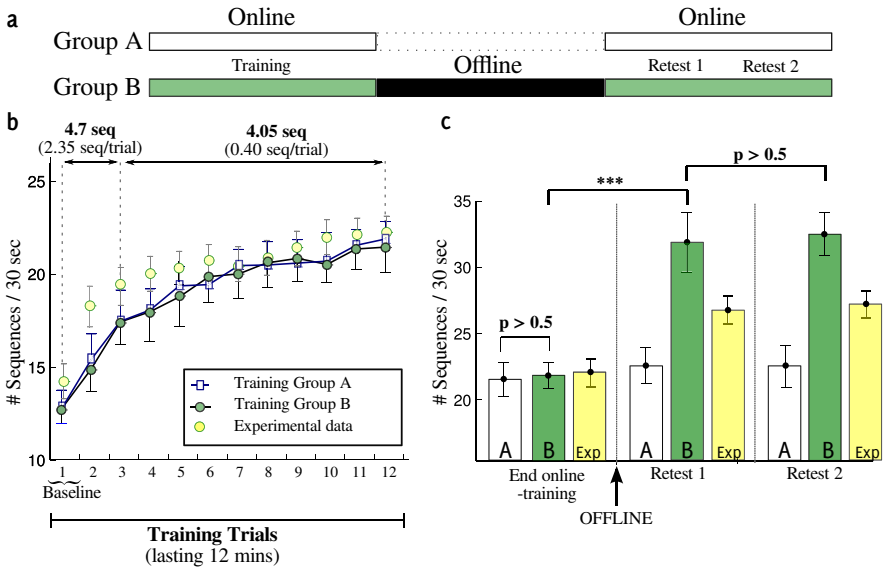 a
Online Online
Group A
Training Offline Retest 1 Retest 2
Group B
b
4.7 seq
(2.35 seq/trial)
4.05 seq
(0.40 seq/trial)
# Sequences / 30 sec
25
20
15
10
Training Group A
Training Group B
Experimental data
1 2 3 4 5 6 7 8 9 10 11 12
Baseline
Training Trials
(lasting 12 mins)
c
p > 0.5
***
# Sequences / 30 sec
35
30
25
20
p > 0.5
A B Exp A B Exp A B Exp
End online
-training
Retest 1 Retest 2
OFFLINE